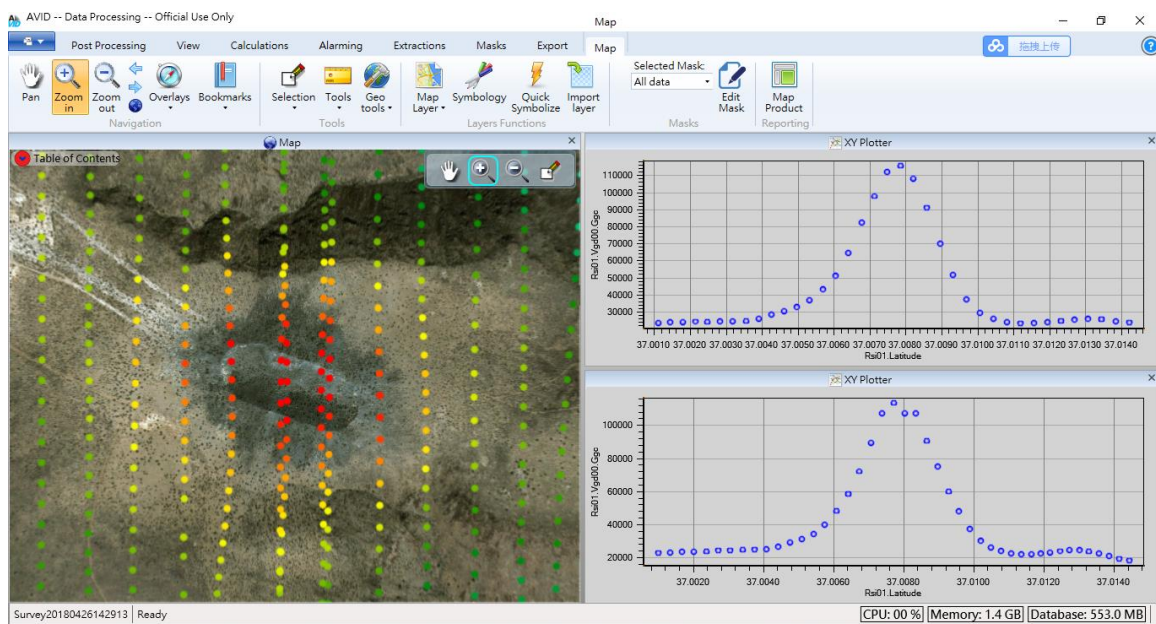 AVID -- Data Processing -- Official Use Only
Map
Post Processing View Calculations Alarming Extractions Masks Export Map
拖拽上传
Pan
Zoom in
Zoom out
Overlays
Bookmarks
Selection
Tools
Geo tools
Map Layer
Symbology
Quick Symbolize
Import layer
Selected Mask:
All data
Edit Mask
Map Product
Navigation
Tools
Layers Functions
Masks
Reporting
Map
Table of Contents
XY Plotter
110000
100000
90000
80000
70000
60000
50000
40000
30000
Rsi01.Vgd00.Ggc
37.0010 37.0020 37.0030 37.0040 37.0050 37.0060 37.0070 37.0080 37.0090 37.0100 37.0110 37.0120 37.0130 37.0140
Rsi01.Latitude
XY Plotter
100000
80000
60000
40000
20000
Rsi01.Vgd00.Ggc
37.0020 37.0040 37.0060 37.0080 37.0100 37.0120 37.0140
Rsi01.Latitude
Survey20180426142913 Ready
CPU: 00 % Memory: 1.4 GB Database: 553.0 MB